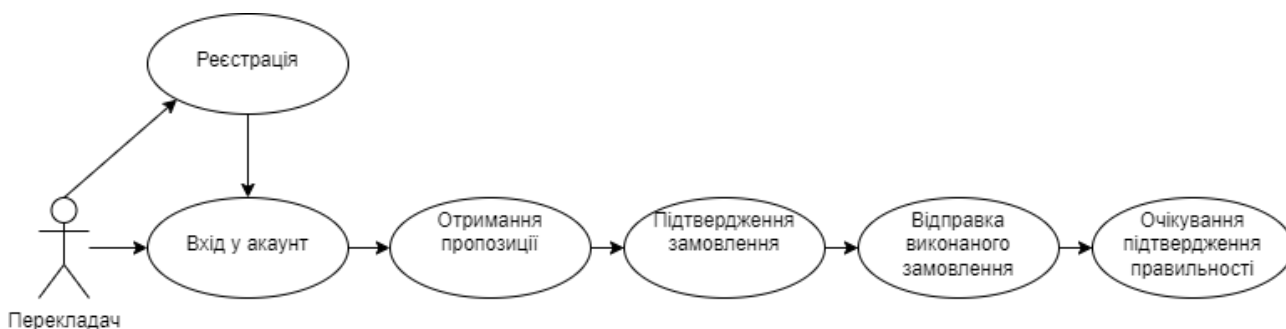 Реєстрація
Перекладач
Вхід у акаунт
Отримання
пропозиції
Підтвердження
замовлення
Відправка
виконаного
замовлення
Очікування
підтвердження
правильності